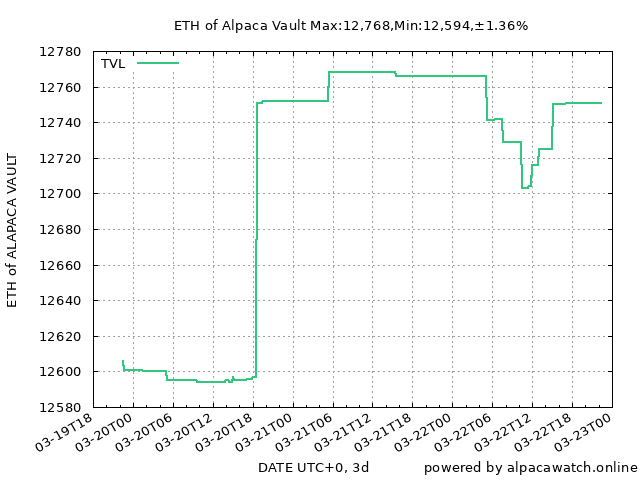 ETH of Alpaca Vault Max:12,768,Min:12,594,±1.36%
TVL
12780
12760
12740
12720
12700
12680
12660
12640
12620
12600
12580
ETH of ALAPACA VAULT
03-19T18
03-20T00
03-20T06
03-20T12
03-20T18
03-21T00
03-21T06
03-21T12
03-21T18
03-22T00
03-22T06
03-22T12
03-22T18
03-23T00
DATE UTC+0, 3d
powered by alpacawatch.online